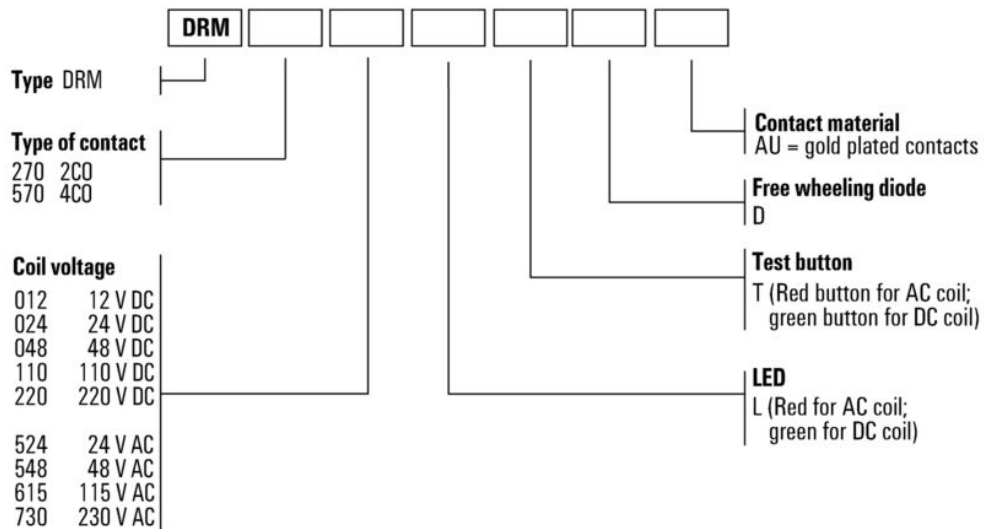 DRM
Type DRM
Type of contact
270 2CO
570 4CO
Coil voltage
012 12 V DC
024 24 V DC
048 48 V DC
110 110 V DC
220 220 V DC
524 24 V AC
548 48 V AC
615 115 V AC
730 230 V AC
Contact material
AU = gold plated contacts
Free wheeling diode
D
Test button
T (Red button for AC coil;
green button for DC coil)
LED
L (Red for AC coil;
green for DC coil)